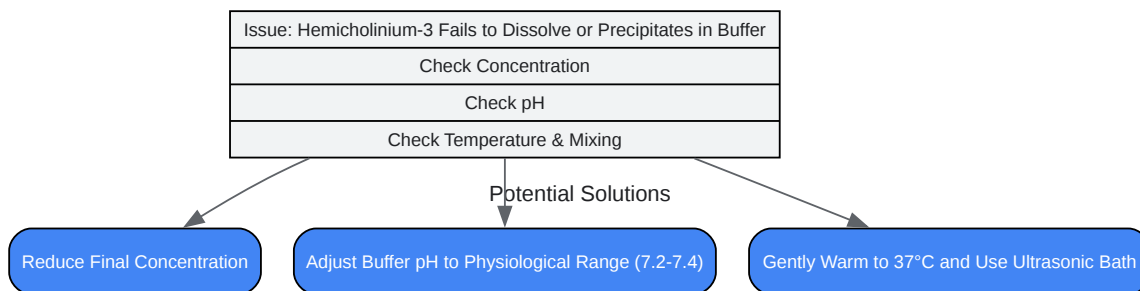 Issue: Hemicholinium-3 Fails to Dissolve or Precipitates in Buffer
Check Concentration
Check pH
Check Temperature & Mixing
Potential Solutions
Reduce Final Concentration
Adjust Buffer pH to Physiological Range (7.2-7.4)
Gently Warm to 37°C and Use Ultrasonic Bath